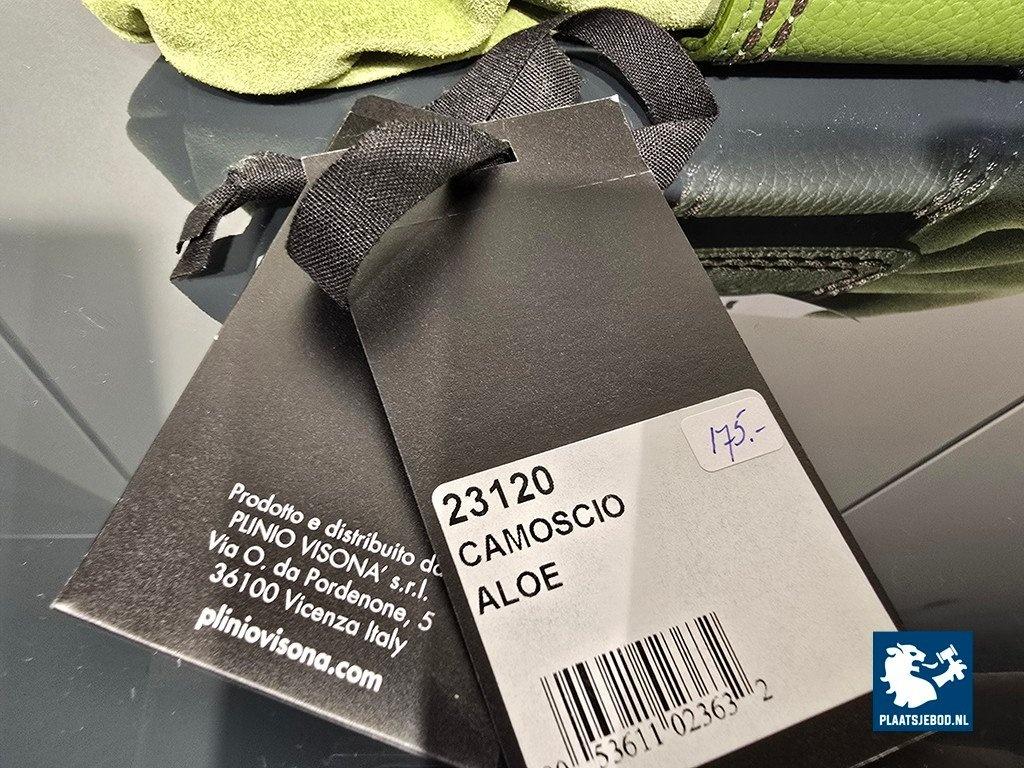 Prodotto e distribuito da
PLINIO VISONA' s.r.l.
Via O. da Pordenone, 5
36100 Vicenza Italy
pliniovisona.com
175.-
23120
CAMOSCIO
ALOE
53611 02363 2
PLAATSJEBOD.NL